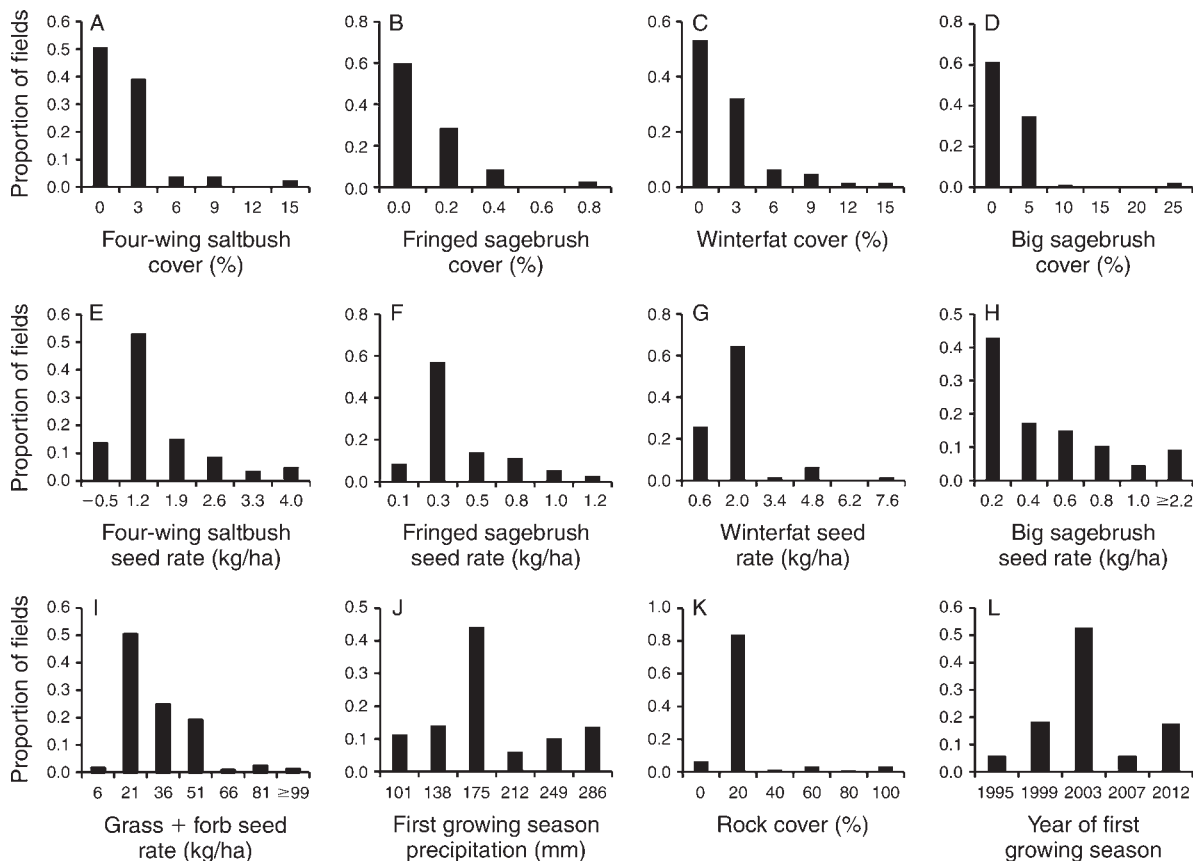 A
B
C
D
Proportion of fields
0.6
0.5
0.4
0.3
0.2
0.1
0.0
0 3 6 9 12 15
Four-wing saltbush
cover (%)
0.8
0.6
0.4
0.2
0.0
0.0 0.2 0.4 0.6 0.8
Fringed sagebrush
cover (%)
0.6
0.4
0.2
0.0
0 3 6 9 12 15
Winterfat cover (%)
0.8
0.6
0.4
0.2
0.0
0 5 10 15 20 25
Big sagebrush
cover (%)
E
F
G
H
Proportion of fields
0.6
0.5
0.4
0.3
0.2
0.1
0.0
−0.5 1.2 1.9 2.6 3.3 4.0
Four-wing saltbush
seed rate (kg/ha)
0.8
0.6
0.4
0.2
0.0
0.1 0.3 0.5 0.8 1.0 1.2
Fringed sagebrush
seed rate (kg/ha)
0.8
0.6
0.4
0.2
0.0
0.6 2.0 3.4 4.8 6.2 7.6
Winterfat seed
rate (kg/ha)
0.5
0.4
0.3
0.2
0.1
0.0
0.2 0.4 0.6 0.8 1.0 ≥2.2
Big sagebrush
seed rate (kg/ha)
I
J
K
L
Proportion of fields
0.6
0.5
0.4
0.3
0.2
0.1
0.0
6 21 36 51 66 81 ≥99
Grass + forb seed
rate (kg/ha)
0.5
0.4
0.3
0.2
0.1
0.0
101 138 175 212 249 286
First growing season
precipitation (mm)
1.0
0.8
0.6
0.4
0.2
0.0
0 20 40 60 80 100
Rock cover (%)
0.6
0.5
0.4
0.3
0.2
0.1
0.0
1995 1999 2003 2007 2012
Year of first
growing season